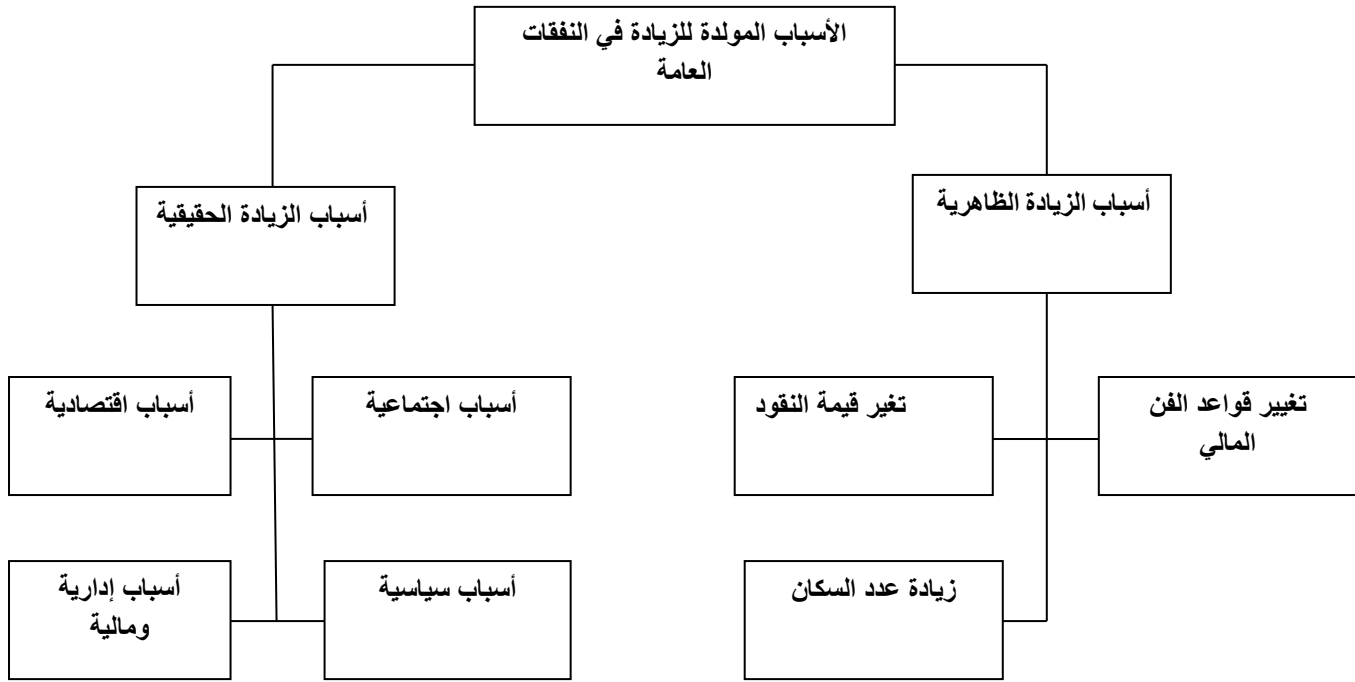 الأسباب المولدة للزيادة في النفقات
العامة
أسباب الزيادة الظاهرية
أسباب الزيادة الحقيقية
تغيير قواعد الفن
المالي
تغير قيمة النقود
أسباب اجتماعية
أسباب اقتصادية
زيادة عدد السكان
أسباب سياسية
أسباب إدارية
ومالية